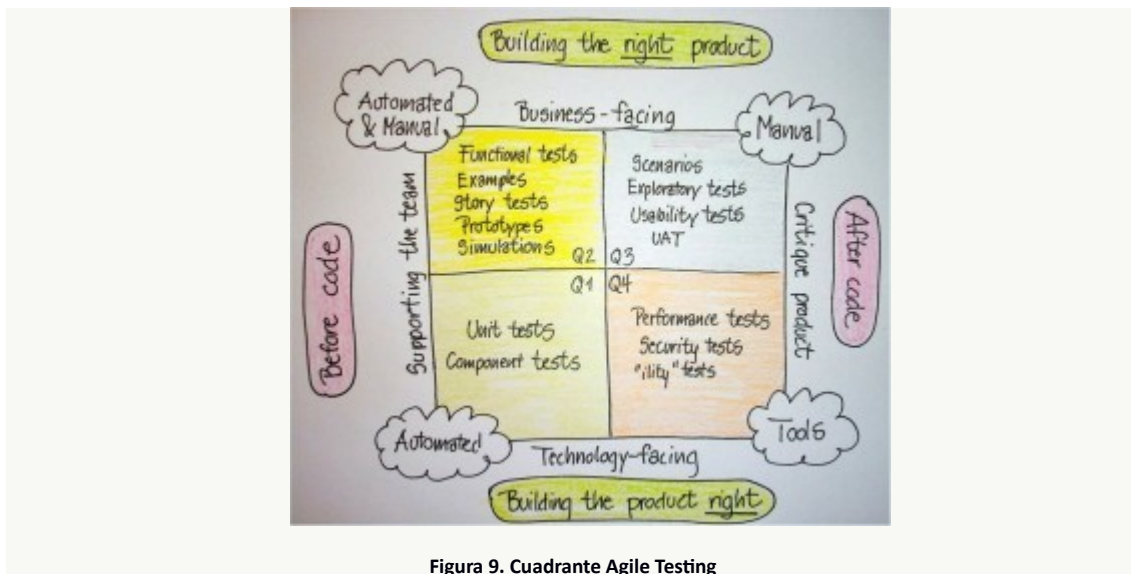 Building the right product
Automated
& Manual
Business-facing
Manual
Functional tests
Examples
Story tests
Prototypes
Simulations
Q2
Scenarios
Exploratory tests
Usability tests
UAT
Q3
Before code
Supporting the team
Critique product
After code
Q1
Unit tests
Component tests
Q4
Performance tests
Security tests
"ility" tests
Automated
Technology-facing
Tools
Building the product right
Figura 9. Cuadrante Agile Testing